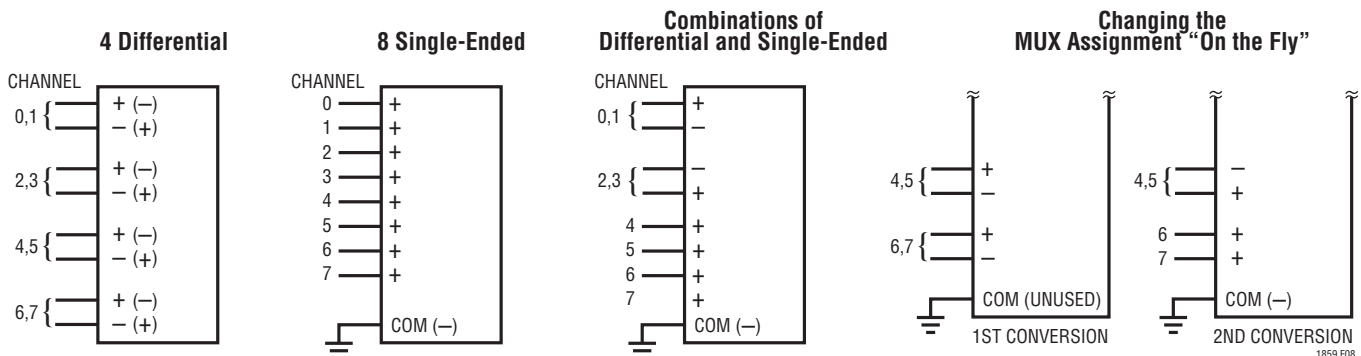 4 Differential
CHANNEL
0,1 { + (–)
– (+)
2,3 { + (–)
– (+)
4,5 { + (–)
– (+)
6,7 { + (–)
– (+)
8 Single-Ended
CHANNEL
0 +
1 +
2 +
3 +
4 +
5 +
6 +
7 +
COM (–)
Combinations of
Differential and Single-Ended
CHANNEL
0,1 { +
–
2,3 { –
+
4 +
5 +
6 +
7 +
COM (–)
Changing the
MUX Assignment “On the Fly”
4,5 { +
–
6,7 { +
–
COM (UNUSED)
1ST CONVERSION
4,5 { –
+
6 +
7 +
COM (–)
2ND CONVERSION
1859 F08